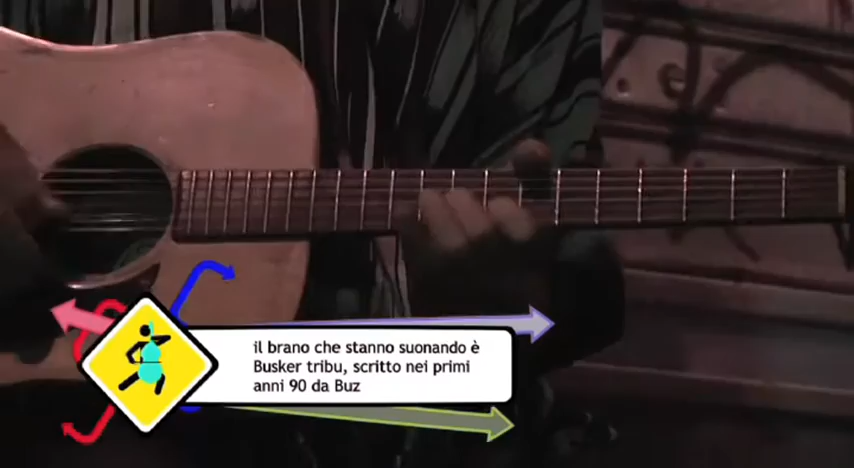 il brano che stanno suonando è
Busker tribu, scritto nei primi
anni 90 da Buz